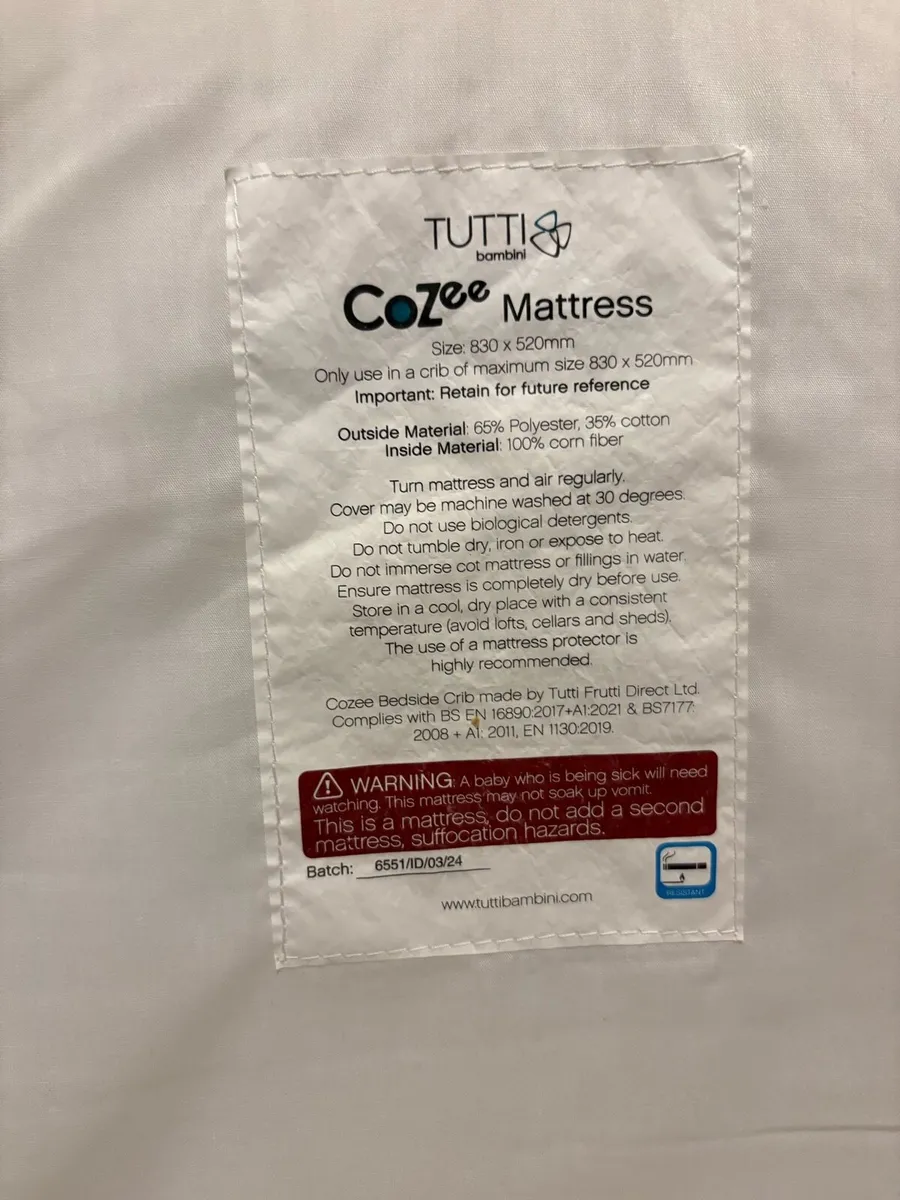 TUTTI
bambini
Cozee Mattress
Size: 830 x 520mm
Only use in a crib of maximum size 830 x 520mm
Important: Retain for future reference
Outside Material: 65% Polyester, 35% cotton
Inside Material: 100% corn fiber
Turn mattress and air regularly.
Cover may be machine washed at 30 degrees.
Do not use biological detergents.
Do not tumble dry, iron or expose to heat.
Do not immerse cot mattress or fillings in water.
Ensure mattress is completely dry before use.
Store in a cool, dry place with a consistent
temperature (avoid lofts, cellars and sheds).
The use of a mattress protector is
highly recommended.
Cozee Bedside Crib made by Tutti Frutti Direct Ltd.
Complies with BS EN 16890:2017+A1:2021 & BS7177:
2008 + A1: 2011, EN 1130:2019.
WARNING: A baby who is being sick will need
watching. This mattress may not soak up vomit.
This is a mattress, do not add a second
mattress, suffocation hazards.
Batch: 6551/ID/03/24
RESISTANT
www.tuttibambini.com